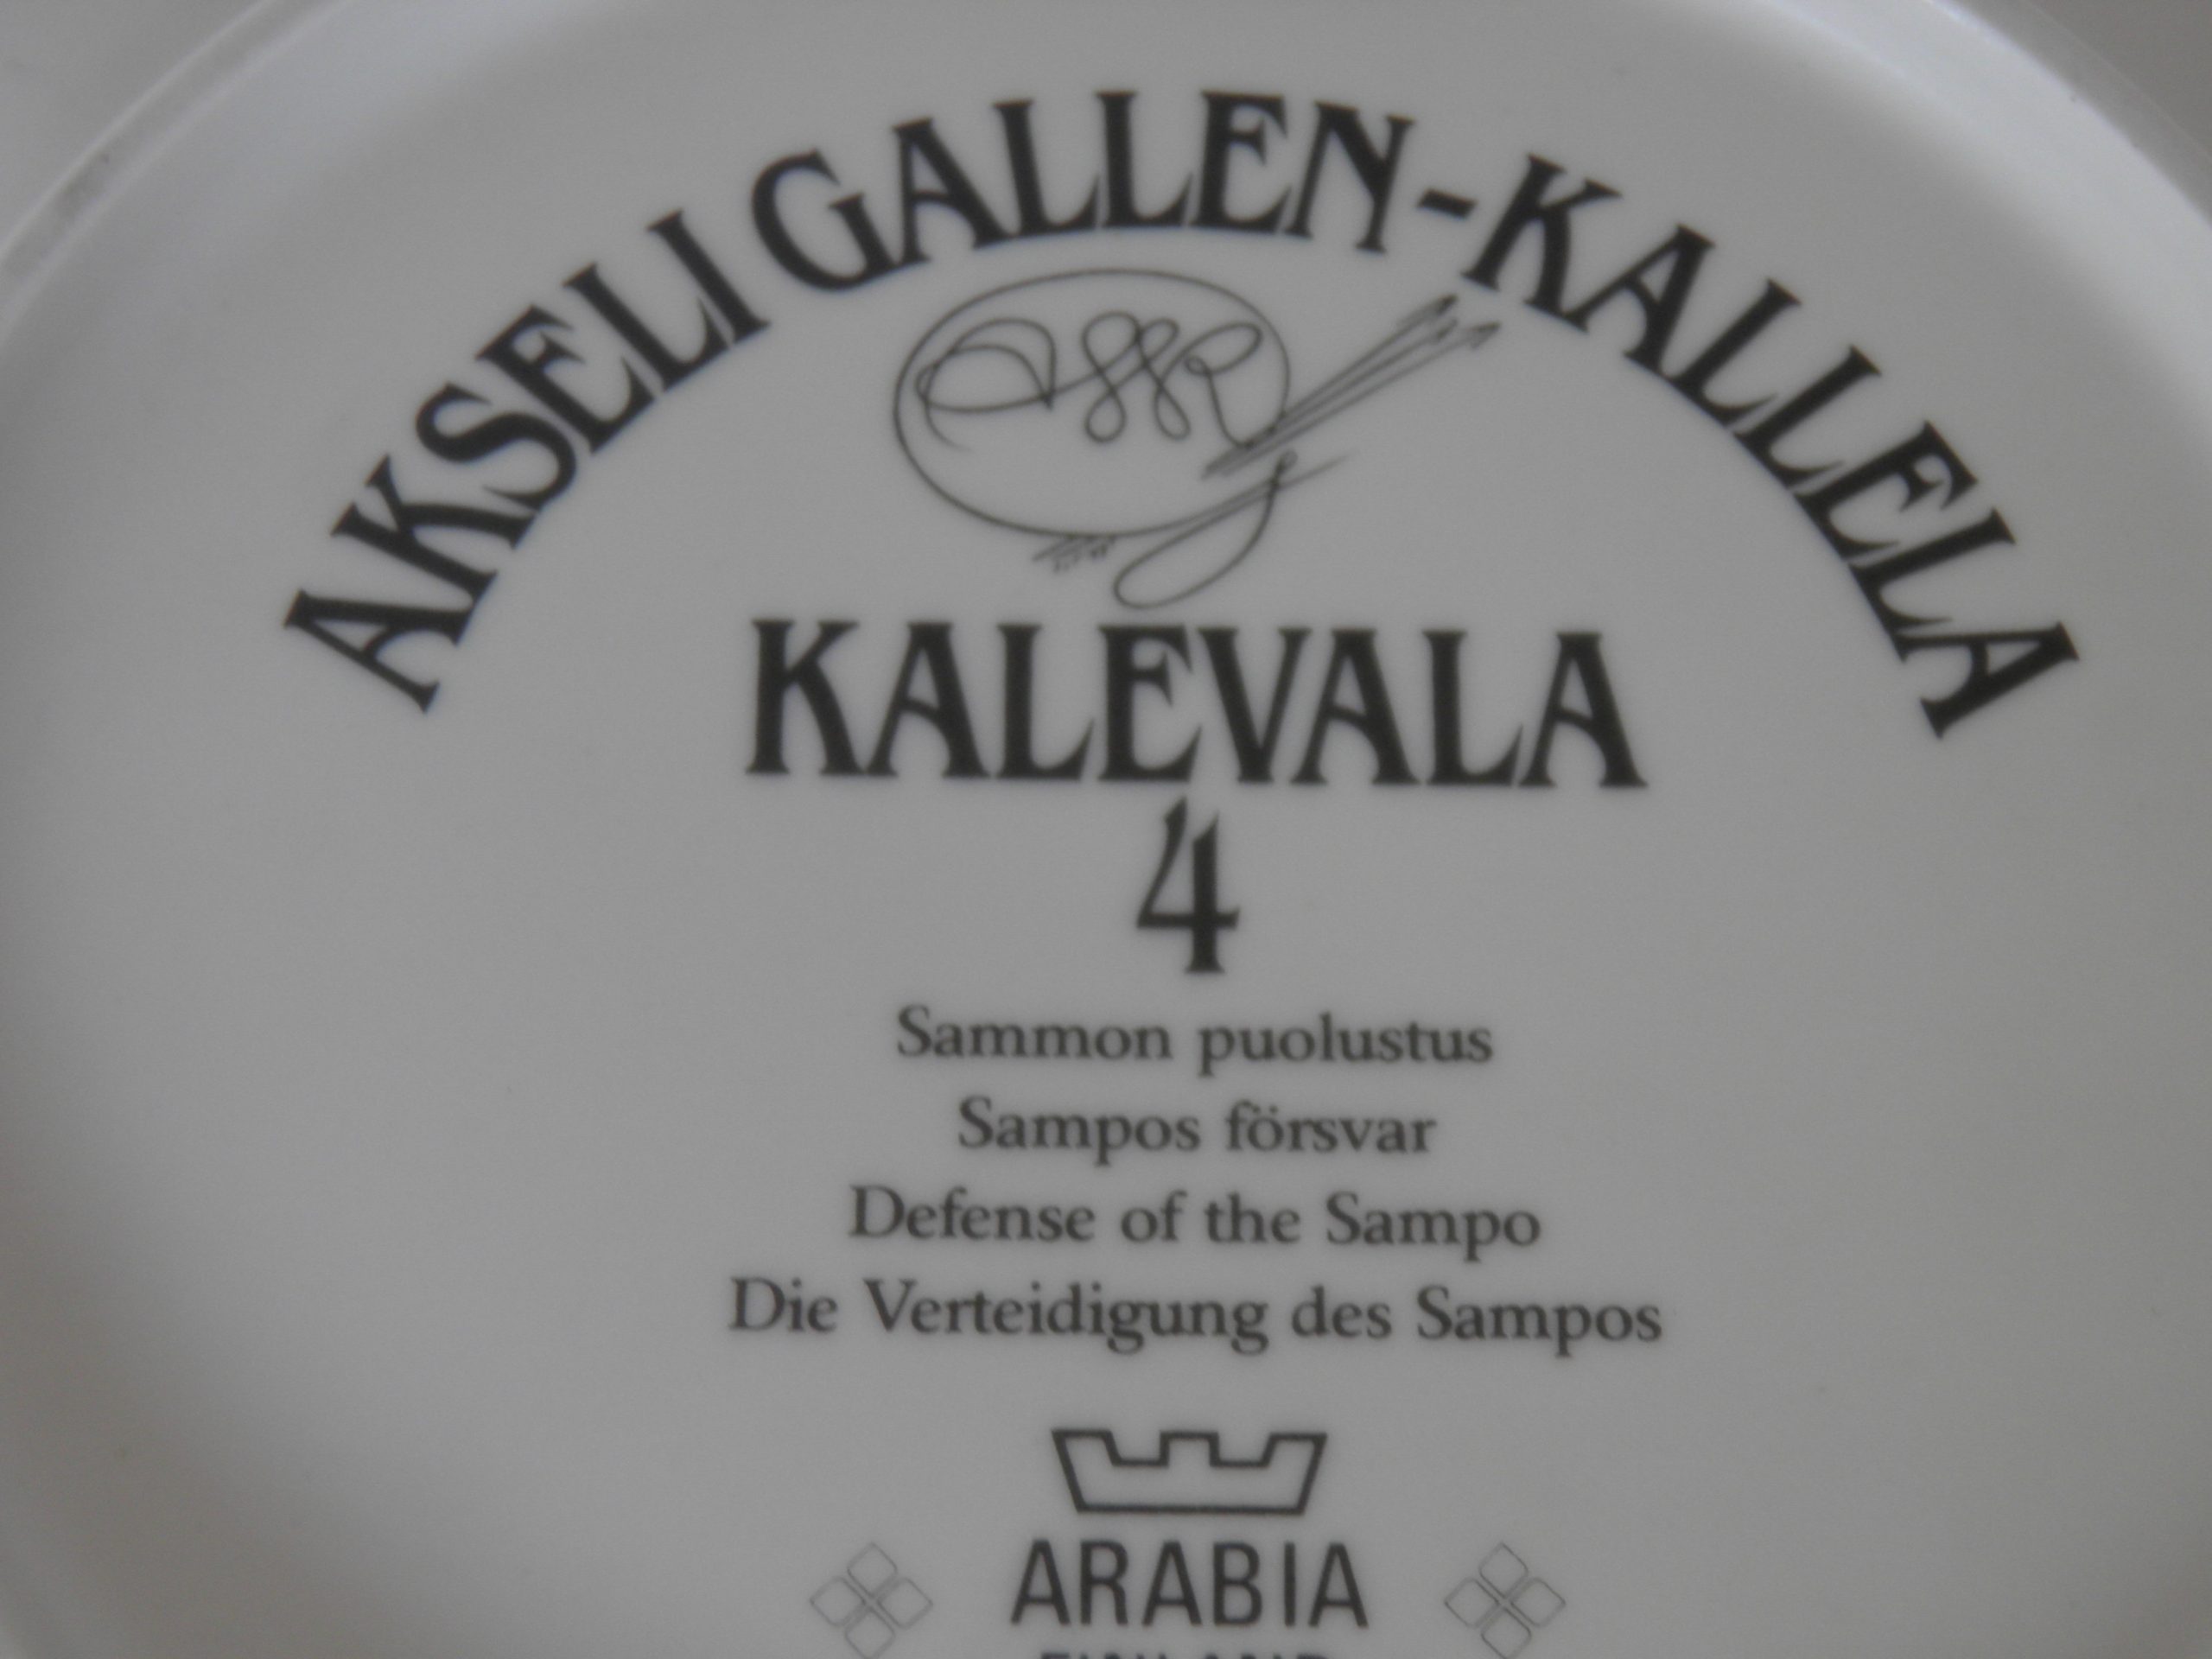 AKSELI GALLEN-KALLELA
KALEVALA
4
Sammon puolustus
Sampos försvar
Defense of the Sampo
Die Verteidigung des Sampos
ARABIA